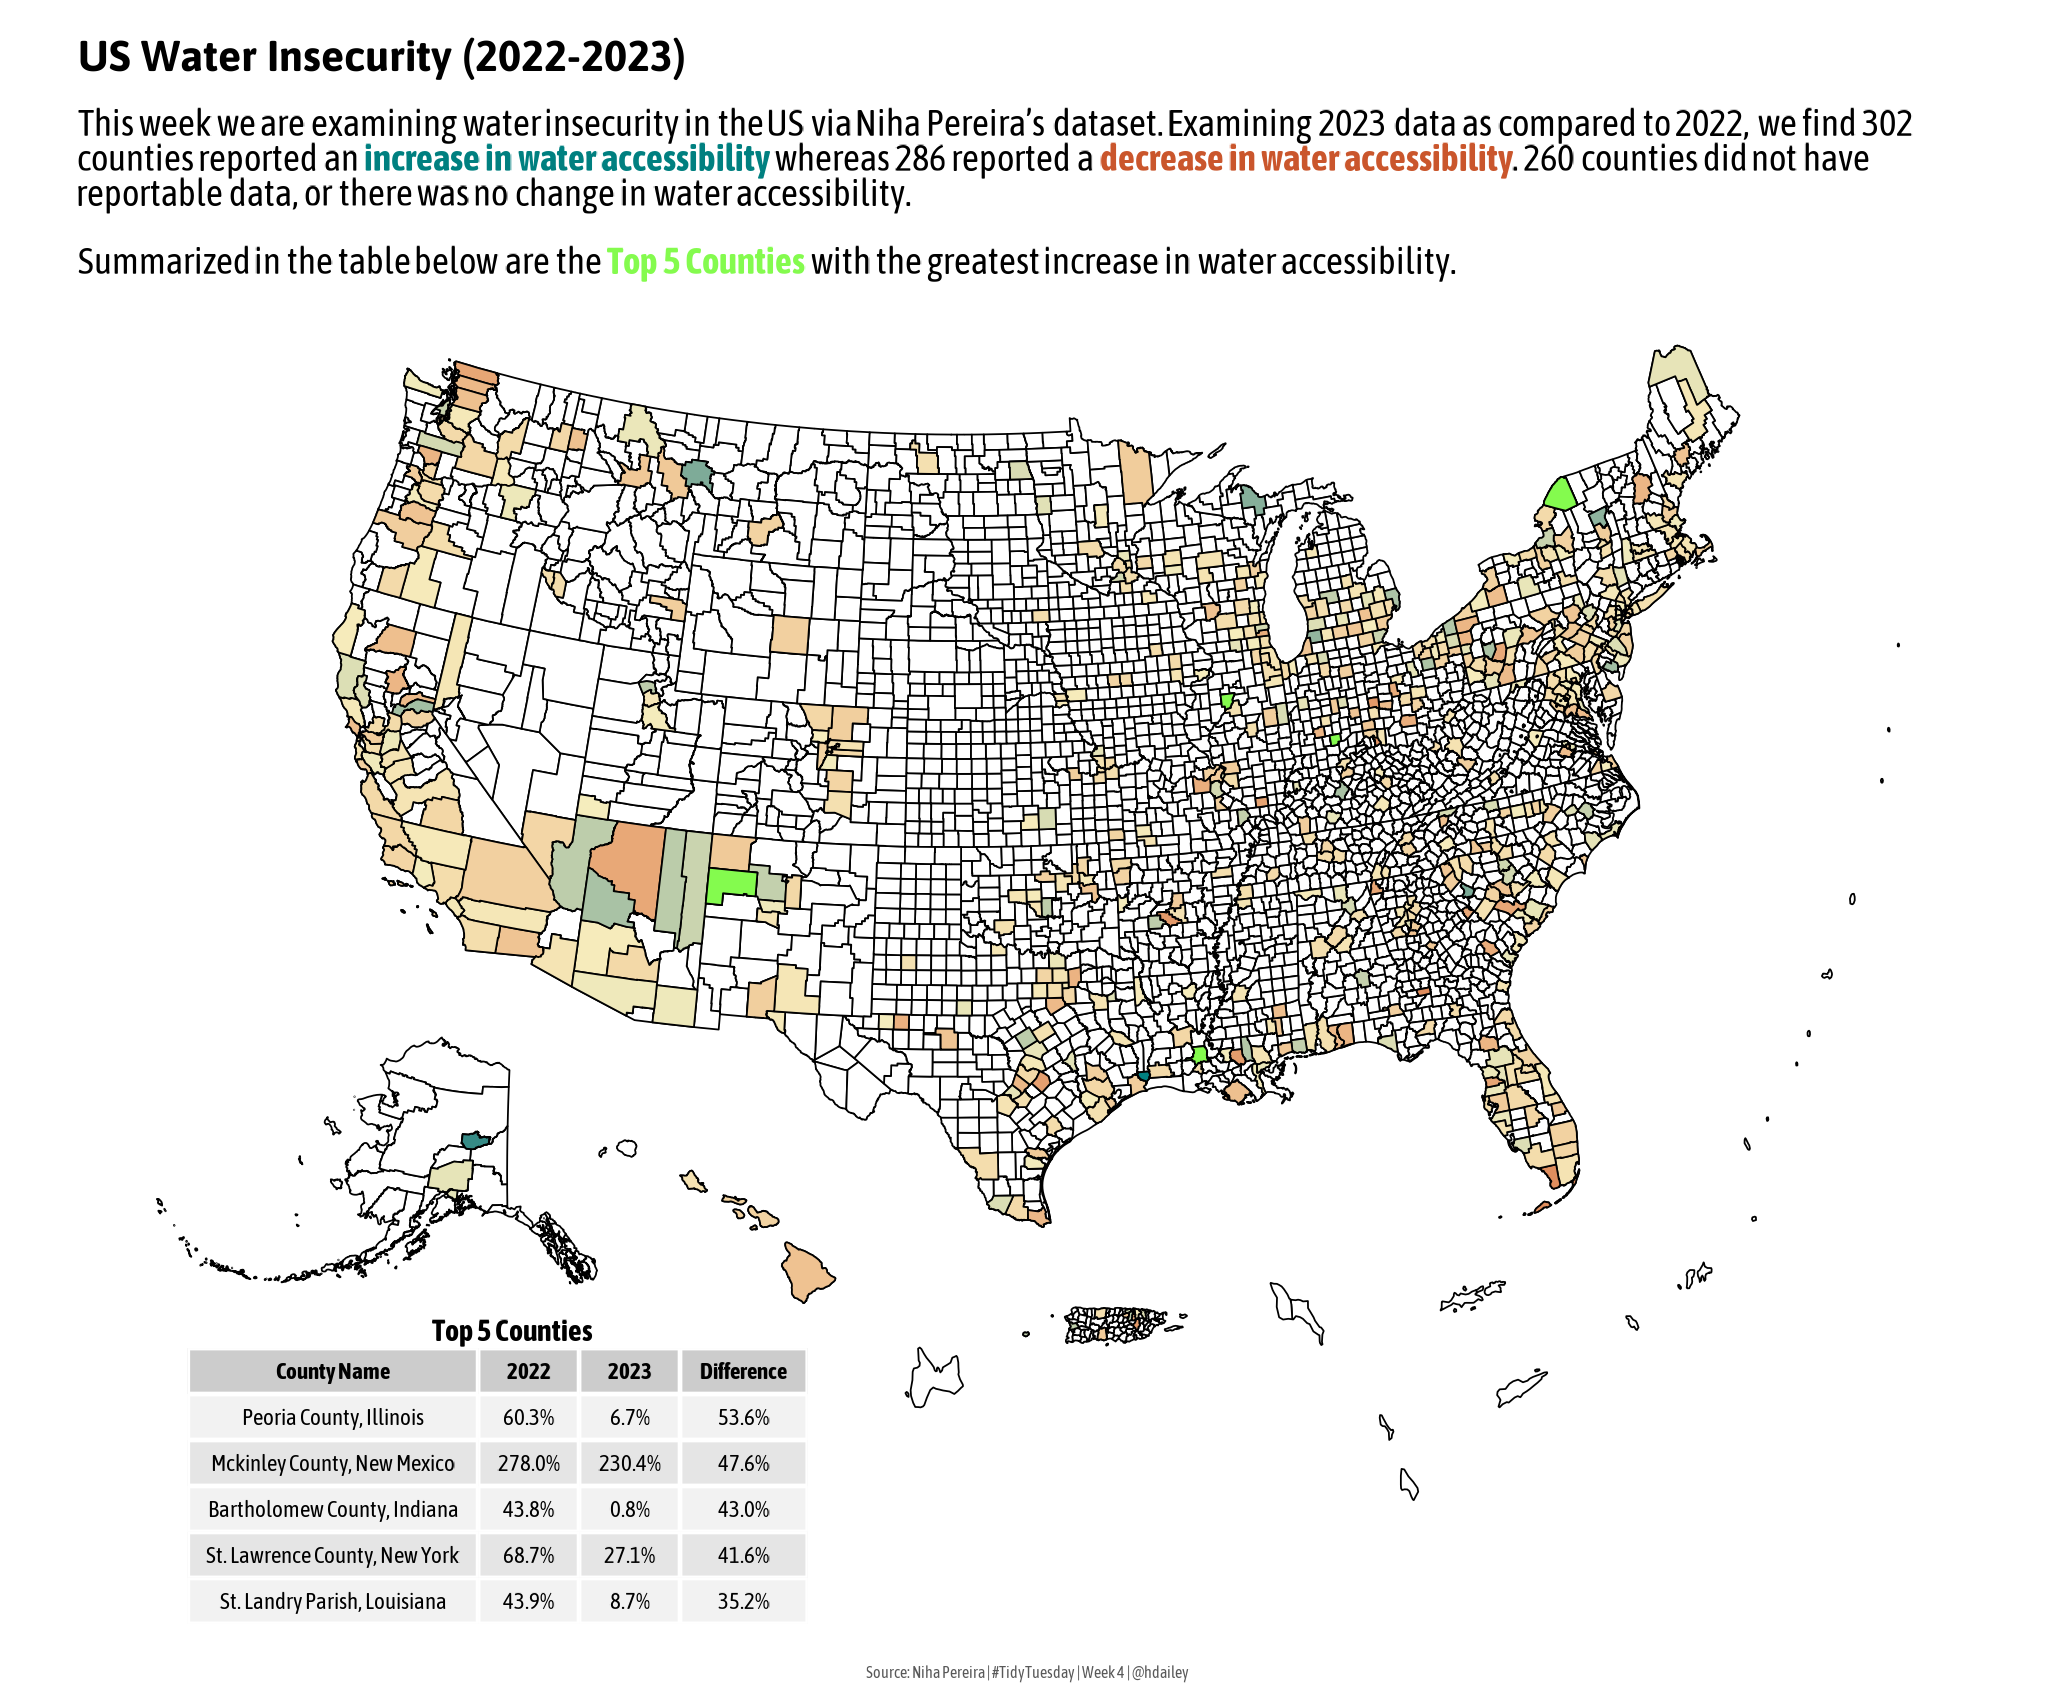 US Water Insecurity (2022-2023)
This week we are examining water insecurity in the US via Niha Pereira’s dataset. Examining 2023 data as compared to 2022, we find 302
counties reported an increase in water accessibility whereas 286 reported a decrease in water accessibility. 260 counties did not have
reportable data, or there was no change in water accessibility.
Summarized in the table below are the Top 5 Counties with the greatest increase in water accessibility.
Top 5 Counties
County Name 2022 2023 Difference
Peoria County, Illinois 60.3% 6.7% 53.6%
Mckinley County, New Mexico 278.0% 230.4% 47.6%
Bartholomew County, Indiana 43.8% 0.8% 43.0%
St. Lawrence County, New York 68.7% 27.1% 41.6%
St. Landry Parish, Louisiana 43.9% 8.7% 35.2%
Source: Niha Pereira | #TidyTuesday | Week 4 | @hdailey